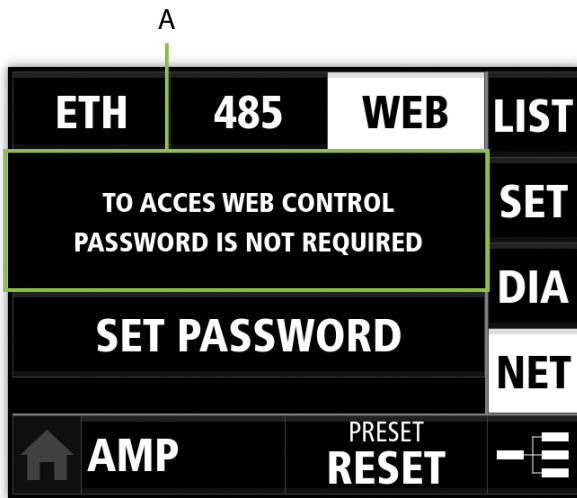 A
ETH 485 WEB LIST
TO ACCES WEB CONTROL
PASSWORD IS NOT REQUIRED
SET
DIA
SET PASSWORD
NET
AMP
PRESET
RESET